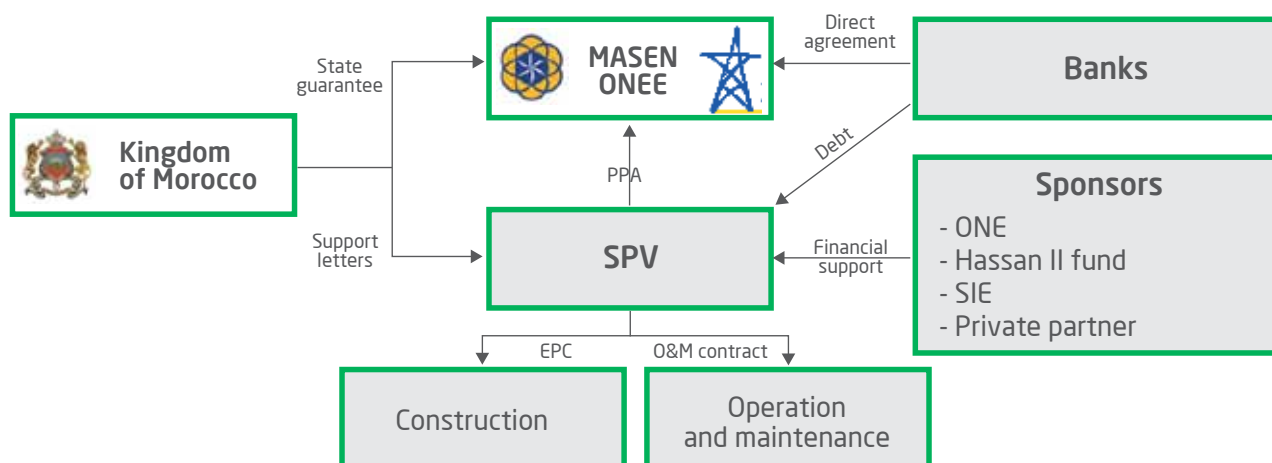 State
guarantee
MASEN
ONEE
Direct
agreement
Banks
Kingdom
of Morocco
Debt
PPA
Support
letters
SPV
Financial
support
Sponsors
- ONE
- Hassan II fund
- SIE
- Private partner
EPC
O&M contract
Construction
Operation
and maintenance